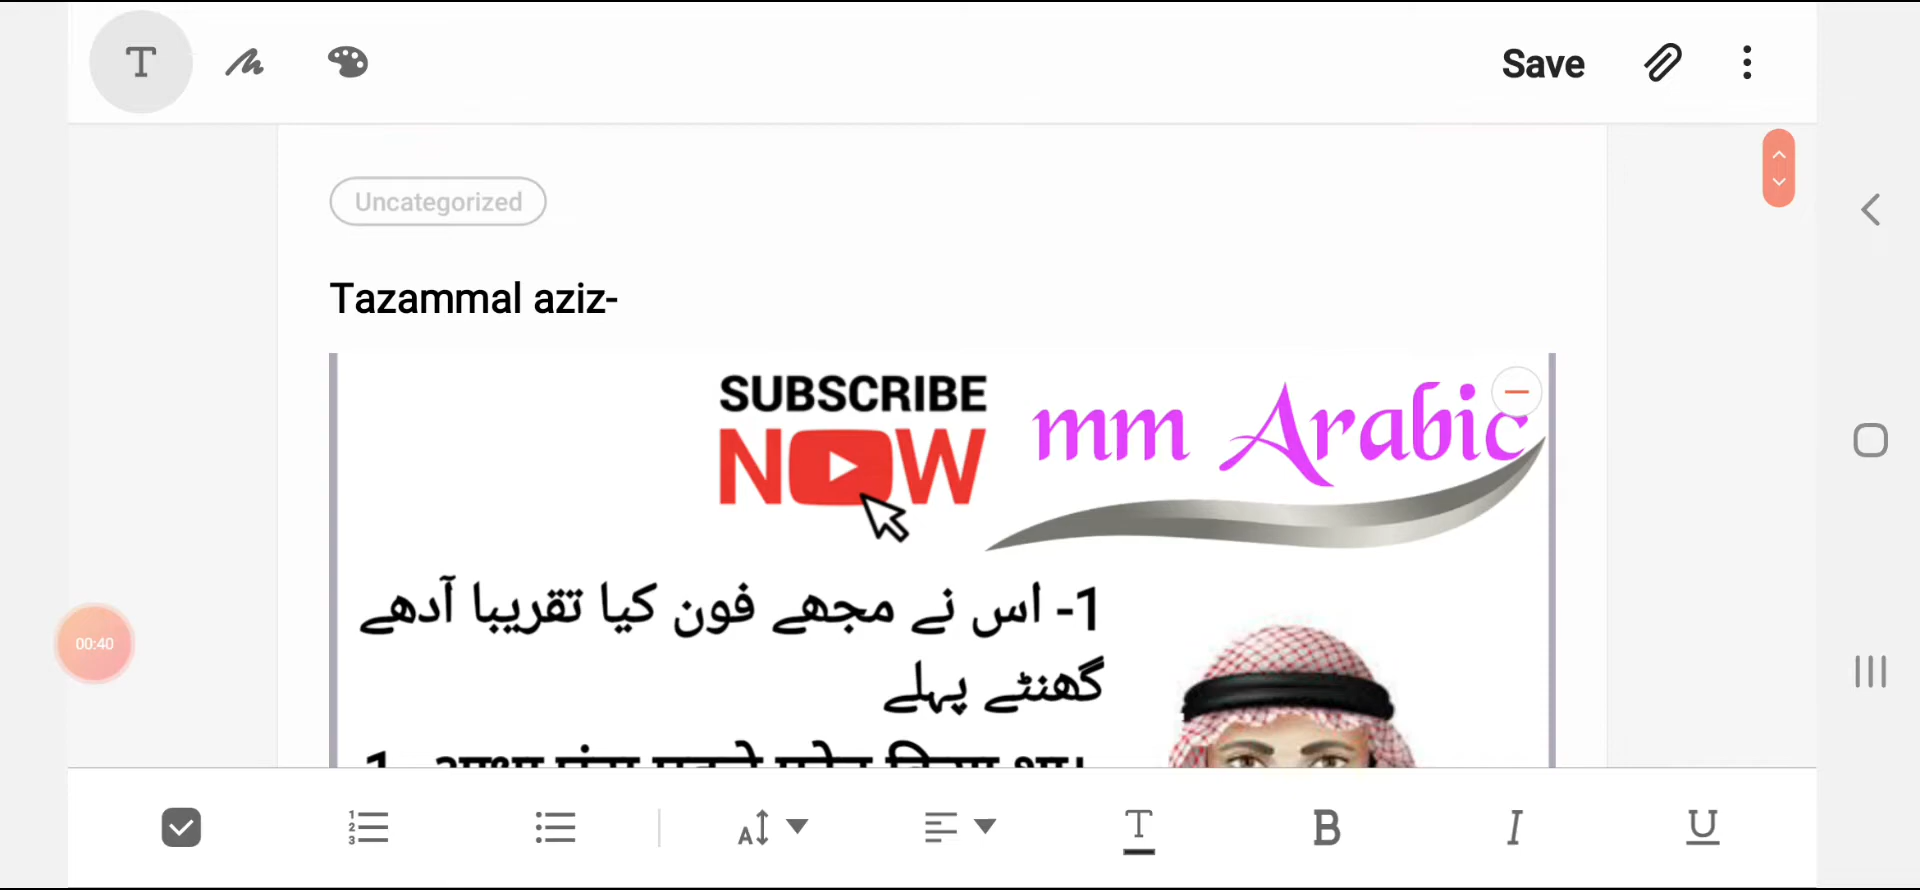 Save
Uncategorized
Tazammal aziz-
SUBSCRIBE
NOW
mm Arabic
1- اس نے مجھے فون کیا تقریبا آدھے
گھنٹے پہلے
00:40